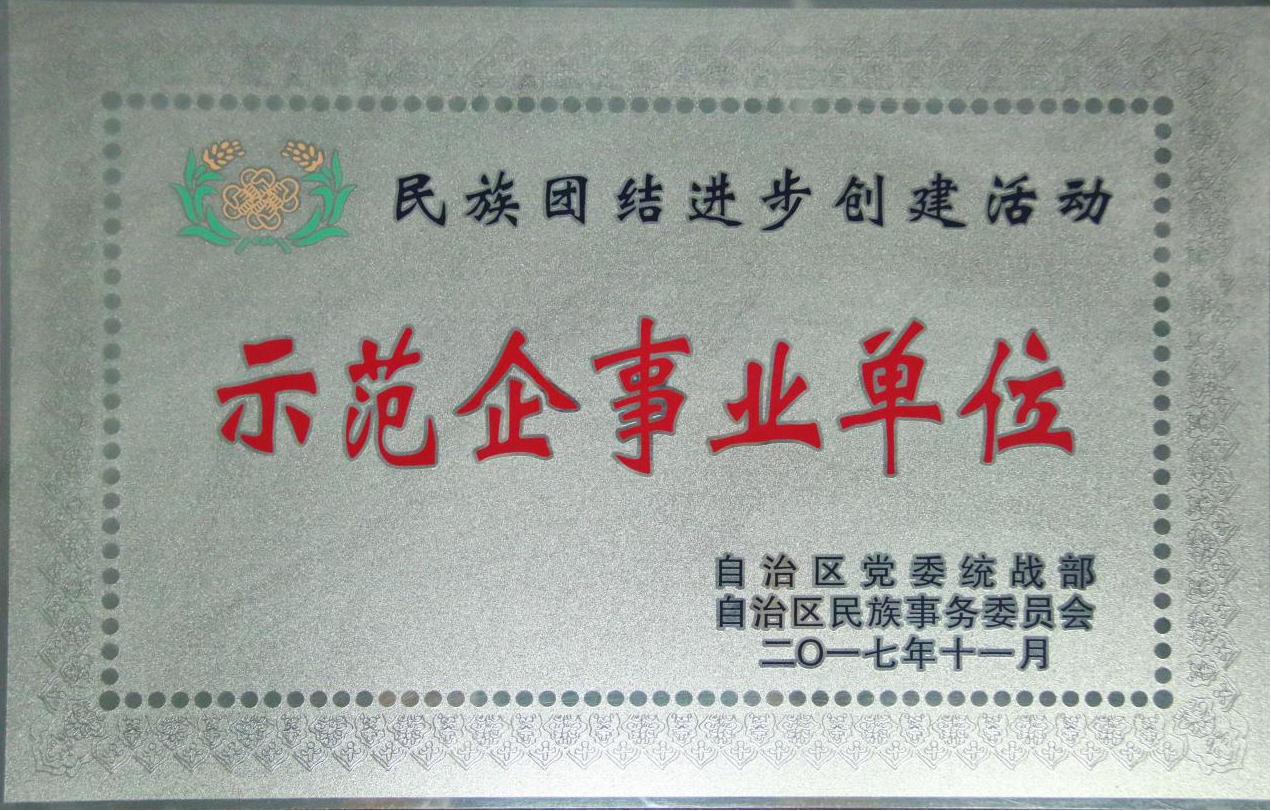 民族团结进步创建活动
示范企事业单位
自治区党委统战部
自治区民族事务委员会
二〇一七年十一月